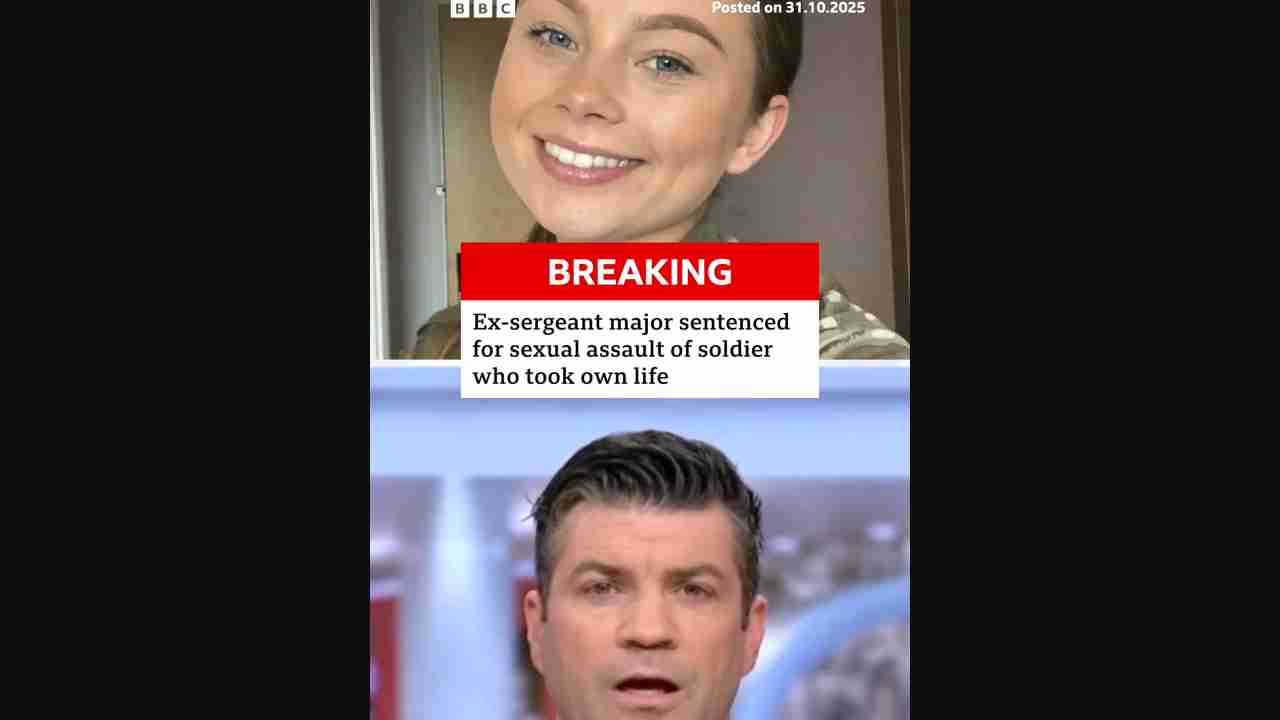 BBC
Posted on 31.10.2025
BREAKING
Ex-sergeant major sentenced
for sexual assault of soldier
who took own life